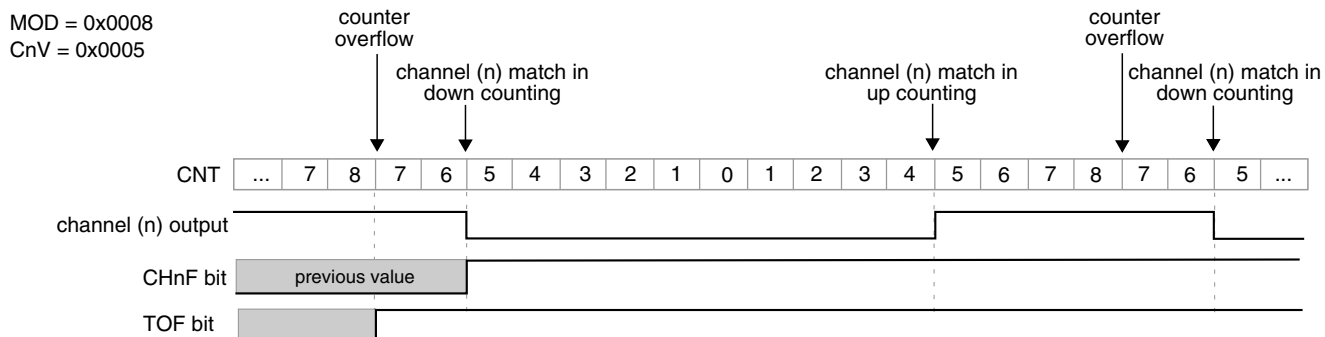 MOD = 0x0008
CnV = 0x0005
counter
overflow
channel (n) match in
down counting
channel (n) match in
up counting
counter
overflow
channel (n) match in
down counting
CNT ... 7 8 7 6 5 4 3 2 1 0 1 2 3 4 5 6 7 8 7 6 5 ...
channel (n) output
CHnF bit previous value
TOF bit